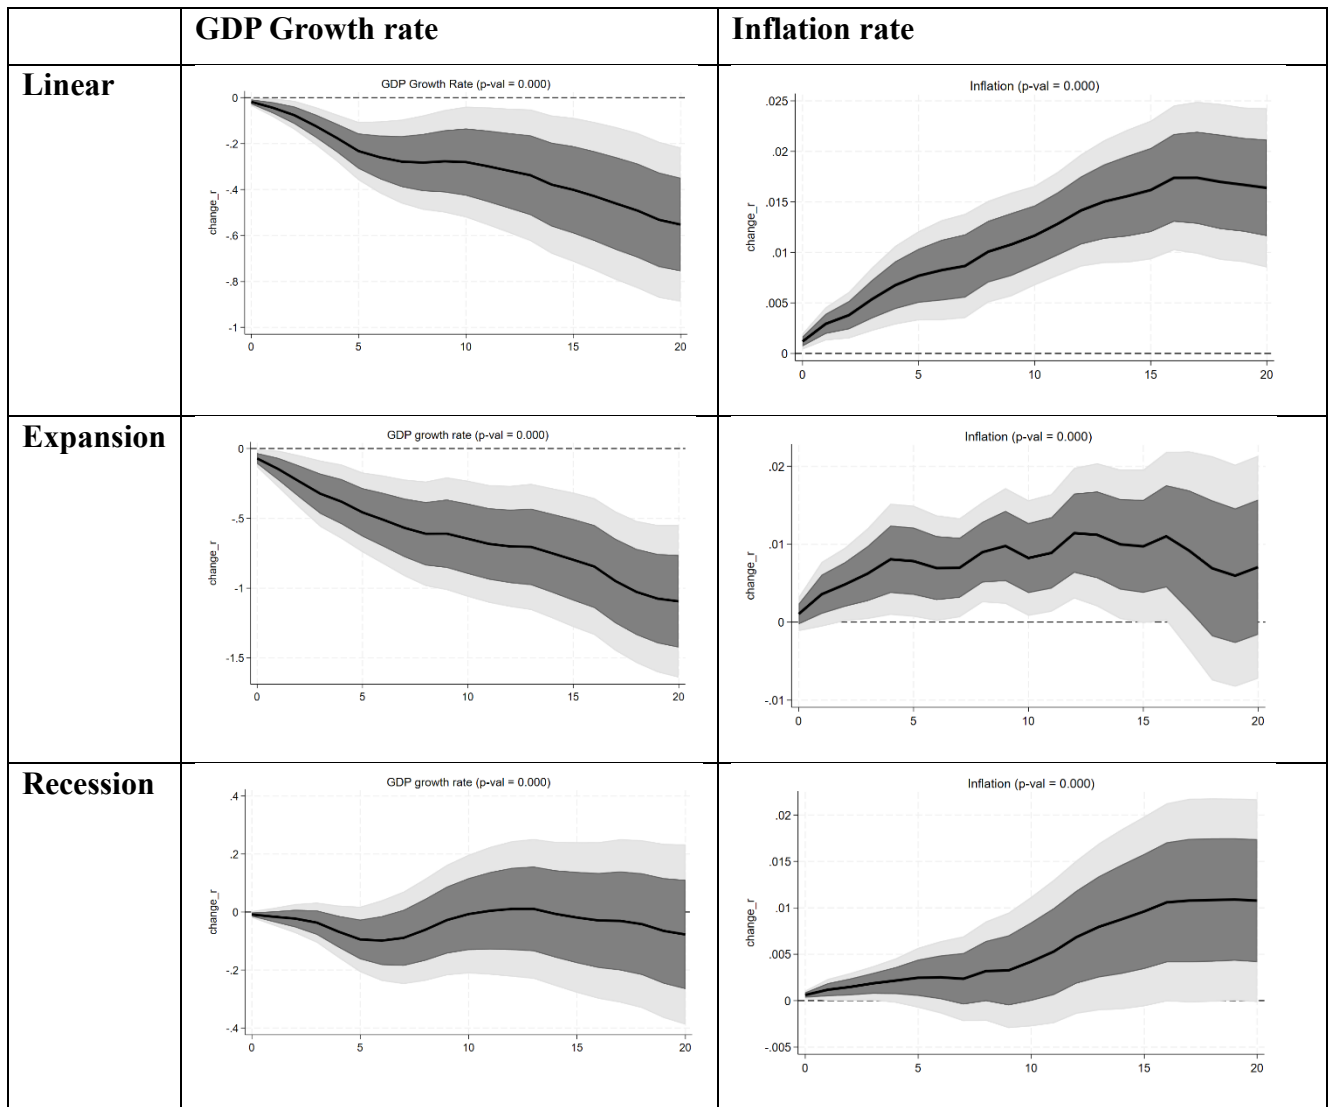 GDP Growth rate
Inflation rate
Linear
GDP Growth Rate (p-val = 0.000)
change_r
0
-.2
-.4
-.6
-.8
-1
0 5 10 15 20
Inflation (p-val = 0.000)
change_r
.025
.02
.015
.01
.005
0
0 5 10 15 20
Expansion
GDP growth rate (p-val = 0.000)
change_r
0
-.5
-1
-1.5
0 5 10 15 20
Inflation (p-val = 0.000)
change_r
.02
.01
0
-.01
0 5 10 15 20
Recession
GDP growth rate (p-val = 0.000)
change_r
.4
.2
0
-.2
-.4
0 5 10 15 20
Inflation (p-val = 0.000)
change_r
.02
.015
.01
.005
0
-.005
0 5 10 15 20